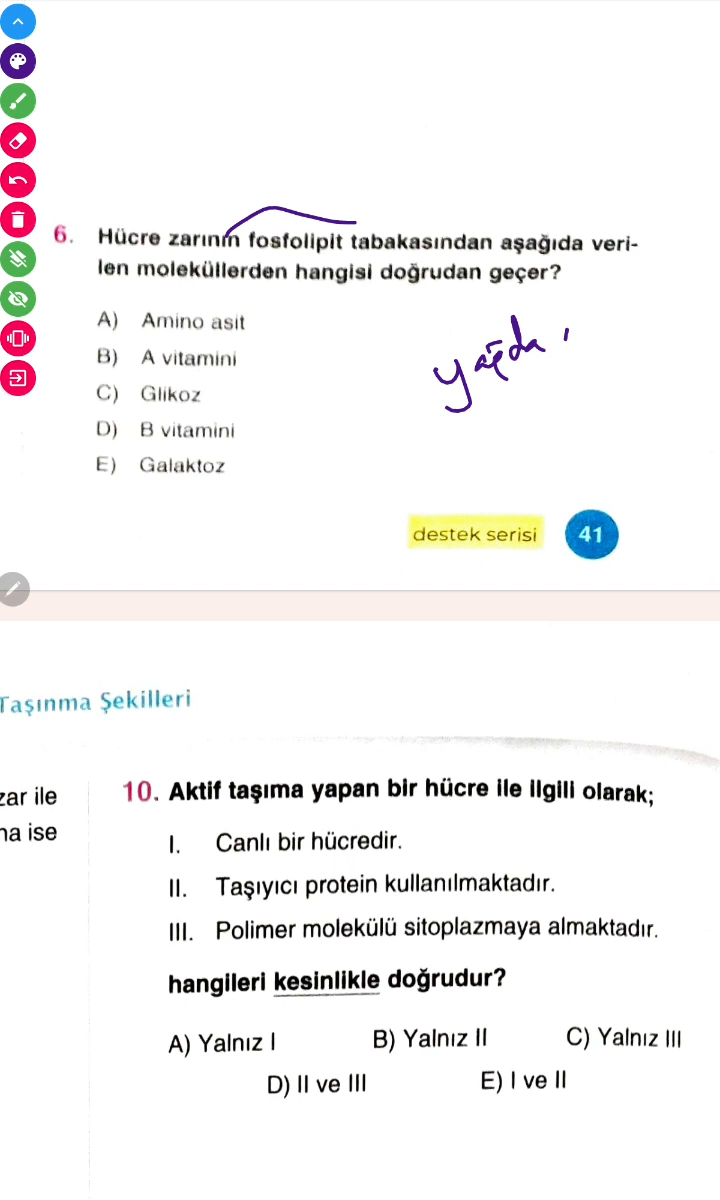 6. Hücre zarının fosfolipit tabakasından aşağıda veri-
len moleküllerden hangisi doğrudan geçer?
A) Amino asit
B) A vitamini
C) Glikoz
D) B vitamini
E) Galaktoz
yağda
destek serisi 41
Taşınma Şekilleri
zar ile
na ise
10. Aktif taşıma yapan bir hücre ile ilgili olarak;
I. Canlı bir hücredir.
II. Taşıyıcı protein kullanılmaktadır.
III. Polimer molekülü sitoplazmaya almaktadır.
hangileri kesinlikle doğrudur?
A) Yalnız I B) Yalnız II C) Yalnız III
D) II ve III E) I ve II